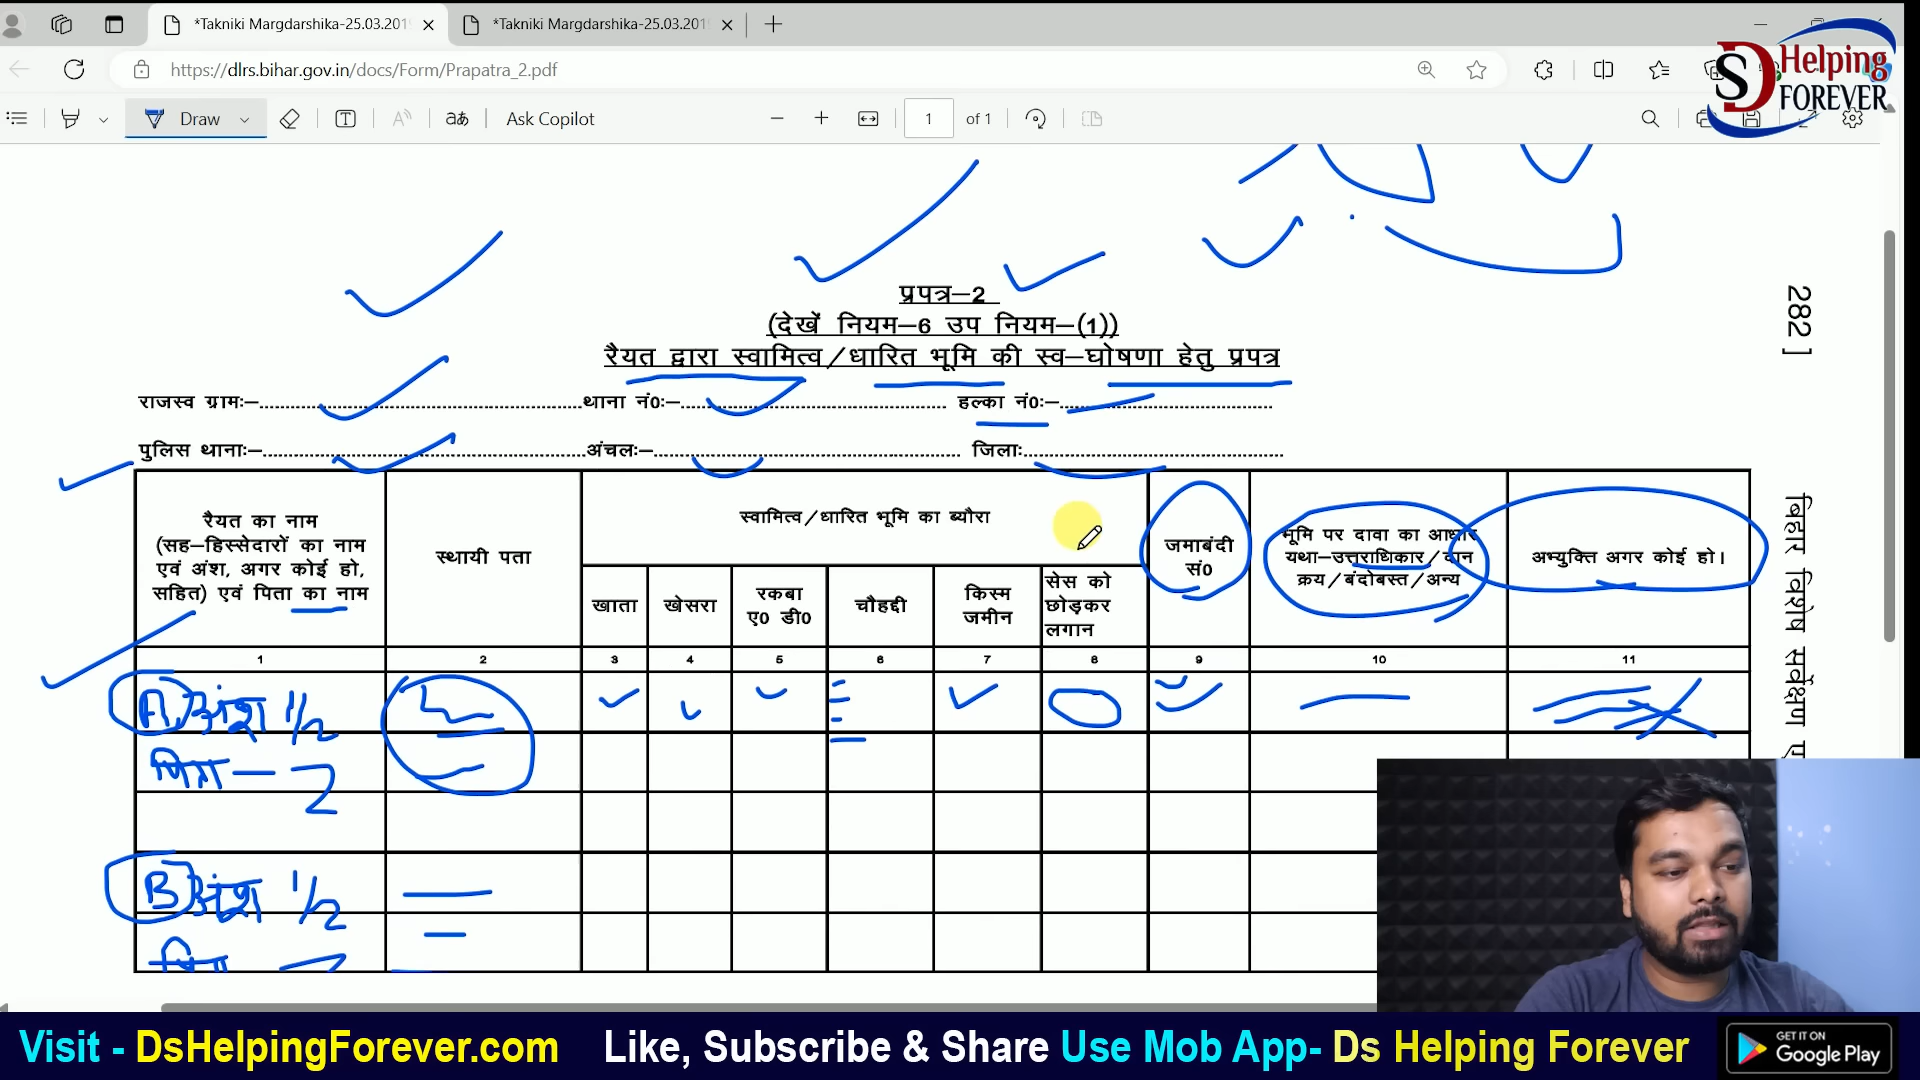 *Takniki Margdarshika-25.03.201
*Takniki Margdarshika-25.03.201
https://dlrs.bihar.gov.in/docs/Form/Prapatra_2.pdf
Draw
Ask Copilot
1 of 1
SD Helping
FOREVER
प्रपत्र–2
(देखें नियम–6 उप नियम–(1))
रैयत द्वारा स्वामित्व/धारित भूमि की स्व–घोषणा हेतु प्रपत्र
राजस्व ग्रामः–............थाना नं0ः–............ हल्का नं0ः–............
पुलिस थानाः–............अंचलः–............ जिलाः............
रैयत का नाम
(सह–हिस्सेदारों का नाम
एवं अंश, अगर कोई हो,
सहित) एवं पिता का नाम
स्थायी पता
स्वामित्व/धारित भूमि का ब्यौरा
खाता
खेसरा
रकबा
ए0 डी0
चौहद्दी
किस्म
जमीन
सेस को
छोड़कर
लगान
जमाबंदी
सं0
भूमि पर दावा का आधार
यथा–उत्तराधिकार/दान
क्रय/बंदोबस्त/अन्य
अभ्युक्ति अगर कोई हो।
1 2 3 4 5 6 7 8 9 10 11
A अंश 1/2
पिता – Z
B अंश 1/2
282 ]
बिहार विशेष सर्वेक्षण
Visit - DsHelpingForever.com Like, Subscribe & Share Use Mob App- Ds Helping Forever
GET IT ON
Google Play